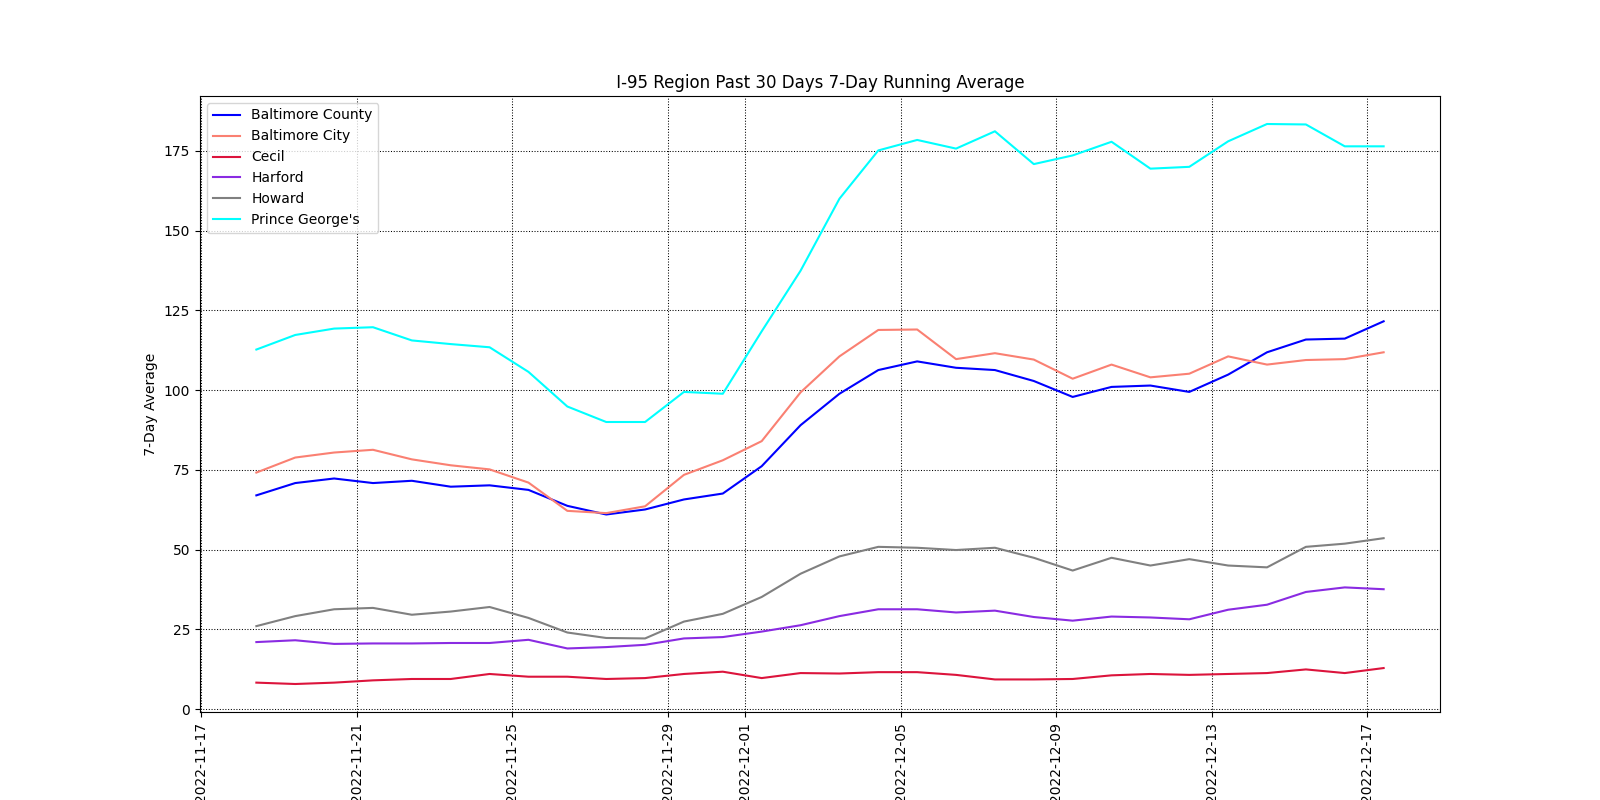 I-95 Region Past 30 Days 7-Day Running Average
Baltimore County
Baltimore City
Cecil
Harford
Howard
Prince George's
175
150
125
100
75
50
25
0
7-Day Average
2022-11-17
2022-11-21
2022-11-25
2022-11-29
2022-12-01
2022-12-05
2022-12-09
2022-12-13
2022-12-17